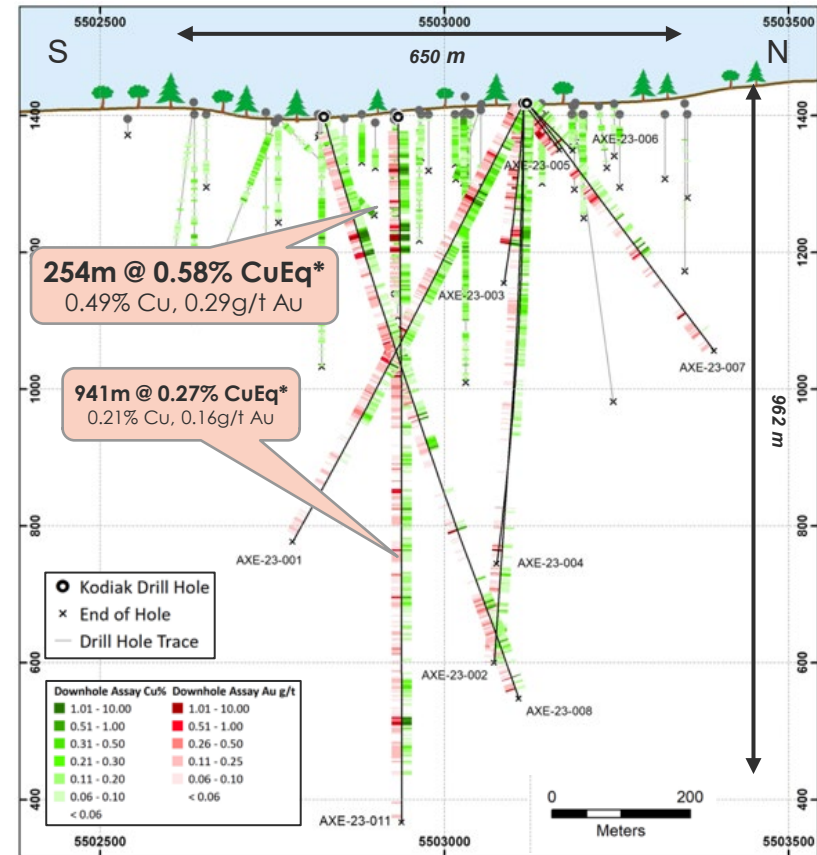 5502500 5503000 5503500
S N
650 m
1400 1400
AXE-23-006
AXE-23-005
1200 1200
254m @ 0.58% CuEq*
0.49% Cu, 0.29g/t Au
AXE-23-003
AXE-23-007
1000 1000
941m @ 0.27% CuEq*
0.21% Cu, 0.16g/t Au
962 m
800 800
AXE-23-001
AXE-23-004
Kodiak Drill Hole
End of Hole
Drill Hole Trace
600 600
AXE-23-002
AXE-23-008
Downhole Assay Cu% Downhole Assay Au g/t
1.01 - 10.00 1.01 - 10.00
0.51 - 1.00 0.51 - 1.00
0.31 - 0.50 0.26 - 0.50
0.21 - 0.30 0.11 - 0.25
0.11 - 0.20 0.06 - 0.10
0.06 - 0.10 < 0.06
< 0.06
0 200
Meters
400 400
AXE-23-011
5502500 5503000 5503500